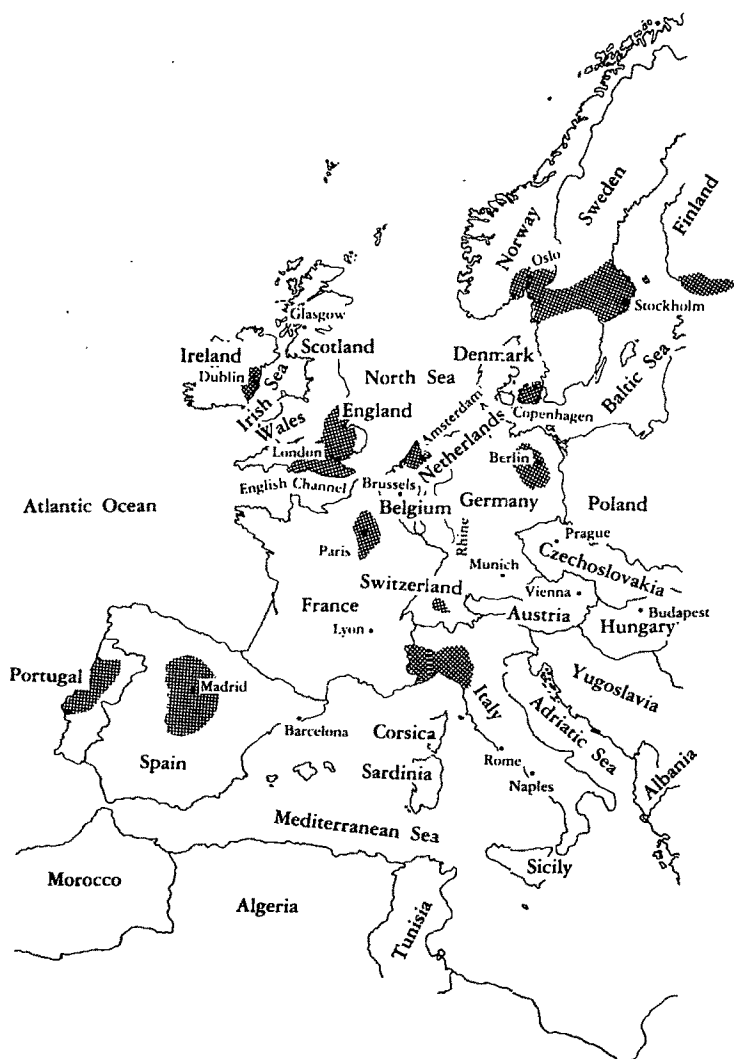 Norway
Sweden
Finland
Oslo
Stockholm
Glasgow
Scotland
Ireland
Dublin
Irish Sea
North Sea
Denmark
Baltic Sea
Wales
England
Amsterdam
Netherlands
Copenhagen
London
Berlin
English Channel
Brussels
Belgium
Germany
Poland
Atlantic Ocean
Paris
Rhine
Prague
Czechoslovakia
Munich
Switzerland
Vienna
France
Austria
Budapest
Hungary
Lyon
Portugal
Madrid
Yugoslavia
Italy
Adriatic Sea
Barcelona
Corsica
Spain
Rome
Albania
Sardinia
Naples
Mediterranean Sea
Sicily
Morocco
Algeria
Tunisia